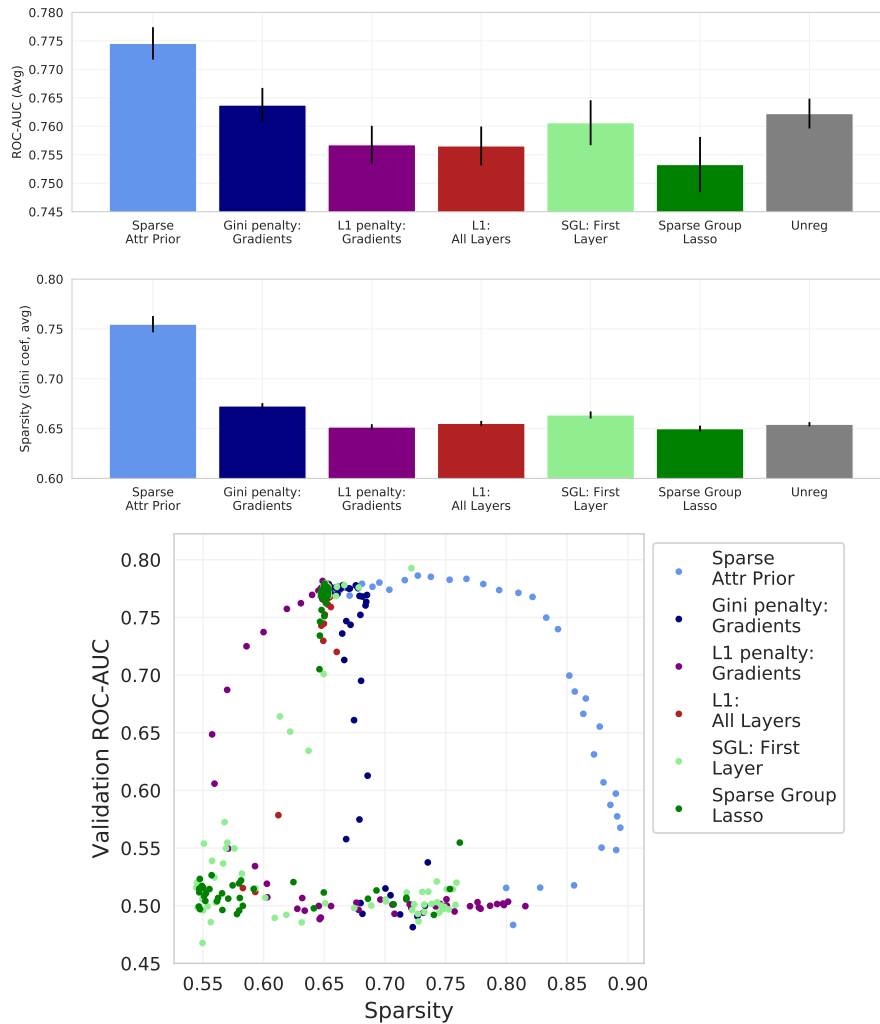 0.780
0.775
0.770
0.765
0.760
0.755
0.750
0.745
ROC-AUC (Avg)
Sparse
Attr Prior
Gini penalty:
Gradients
L1 penalty:
Gradients
L1:
All Layers
SGL: First
Layer
Sparse Group
Lasso
Unreg
0.80
0.75
0.70
0.65
0.60
Sparsity (Gini coef, avg)
Sparse
Attr Prior
Gini penalty:
Gradients
L1 penalty:
Gradients
L1:
All Layers
SGL: First
Layer
Sparse Group
Lasso
Unreg
0.80
0.75
0.70
0.65
0.60
0.55
0.50
0.45
Validation ROC-AUC
0.55 0.60 0.65 0.70 0.75 0.80 0.85 0.90
Sparsity
Sparse
Attr Prior
Gini penalty:
Gradients
L1 penalty:
Gradients
L1:
All Layers
SGL: First
Layer
Sparse Group
Lasso